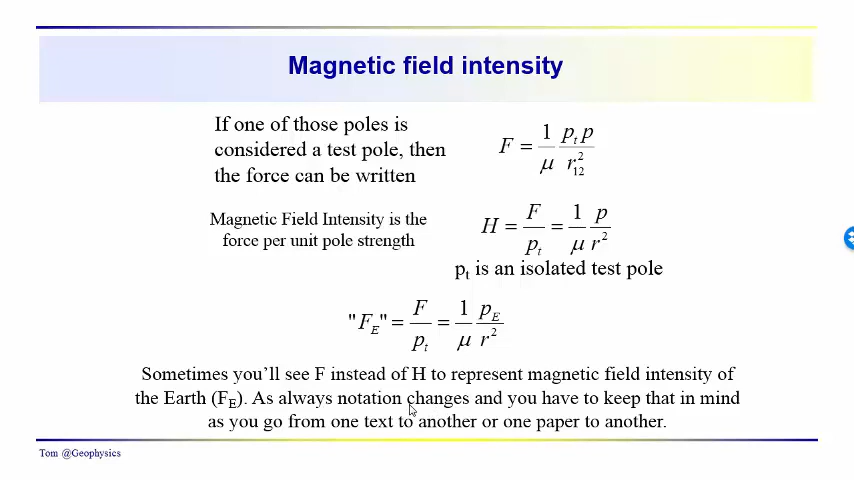 Magnetic field intensity
If one of those poles is
considered a test pole, then
the force can be written
F = 1/μ p_t p / r_12^2
Magnetic Field Intensity is the
force per unit pole strength
H = F/p_t = 1/μ p/r^2
p_t is an isolated test pole
"F_E" = F/p_t = 1/μ p_E/r^2
Sometimes you'll see F instead of H to represent magnetic field intensity of
the Earth (F_E). As always notation changes and you have to keep that in mind
as you go from one text to another or one paper to another.
Tom @Geophysics